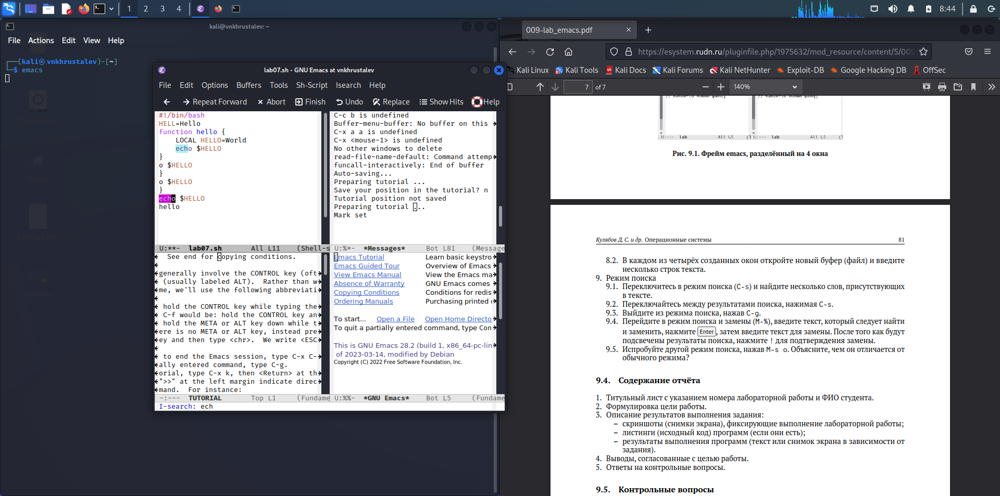 1 2 3 4 8:44
kali@vnkhrustalev: ~
File Actions Edit View Help
┌──(kali㉿vnkhrustalev)-[~]
└─$ emacs
File System
Home
LabVlad.pdf
os-intro
lab07.sh - GNU Emacs at vnkhrustalev
File Edit Options Buffers Tools Sh-Script Isearch Help
Repeat Forward Abort Finish Undo Replace Show Hits Help
#!/bin/bash
HELL=Hello
function hello {
    LOCAL HELLO=World
    echo $HELLO
}
o $HELLO
}
o $HELLO
}
echo $HELLO
hello
U:**-  lab07.sh       All L11    (Shell-s
C-c b is undefined
Buffer-menu-buffer: No buffer on this
C-x a a is undefined
C-x <mouse-1> is undefined
No other windows to delete
read-file-name-default: Command attemp
funcall-interactively: End of buffer
Auto-saving...
Preparing tutorial ...
Save your position in the tutorial? n
Tutorial position not saved
Preparing tutorial ...
Mark set
U:%*-  *Messages*     Bot L81    (Message
See end for copying conditions.
generally involve the CONTROL key (oft
(usually labeled ALT).  Rather than w
me, we'll use the following abbreviati
hold the CONTROL key while typing the
C-f would be: hold the CONTROL key an
hold the META or ALT key down while t
ere is no META or ALT key, instead pre
ey and then type <chr>.  We write <ESC
to end the Emacs session, type C-x C-
ally entered command, type C-g.
orial, type C-x k, then <Return> at th
">>" at the left margin indicate direc
mand.  For instance:
-:---  TUTORIAL       Top L1     (Fundame
Emacs Tutorial Learn basic keystro
Emacs Guided Tour Overview of Emacs
View Emacs Manual View the Emacs ma
Absence of Warranty GNU Emacs comes
Copying Conditions Conditions for redis
Ordering Manuals Purchasing printed
To start... Open a File Open Home Directo
To quit a partially entered command, type Con
This is GNU Emacs 28.2 (build 1, x86_64-pc-lin
of 2023-03-14, modified by Debian
Copyright (C) 2022 Free Software Foundation, Inc.
U:%%-  *GNU Emacs*    Bot L5     (Fundame
I-search: ech
009-lab_emacs.pdf
https://esystem.rudn.ru/pluginfile.php/1975632/mod_resource/content/5/009
Kali Linux Kali Tools Kali Docs Kali Forums Kali NetHunter Exploit-DB Google Hacking DB OffSec
7 of 7 140%
// Какой-то новый файл // Какой-то новый файл
U:---  lab            All L5     (T U:---  lab            All L5     (T
Рис. 9.1. Фрейм emacs, разделённый на 4 окна
Кулябов Д. С. и др. Операционные системы 81
8.2. В каждом из четырёх созданных окон откройте новый буфер (файл) и введите
несколько строк текста.
9. Режим поиска
9.1. Переключитесь в режим поиска (C-s) и найдите несколько слов, присутствующих
в тексте.
9.2. Переключайтесь между результатами поиска, нажимая C-s.
9.3. Выйдите из режима поиска, нажав C-g.
9.4. Перейдите в режим поиска и замены (M-%), введите текст, который следует найти
и заменить, нажмите Enter, затем введите текст для замены. После того как будут
подсвечены результаты поиска, нажмите ! для подтверждения замены.
9.5. Испробуйте другой режим поиска, нажав M-s o. Объясните, чем он отличается от
обычного режима?
9.4. Содержание отчёта
1. Титульный лист с указанием номера лабораторной работы и ФИО студента.
2. Формулировка цели работы.
3. Описание результатов выполнения задания:
– скриншоты (снимки экрана), фиксирующие выполнение лабораторной работы;
– листинги (исходный код) программ (если они есть);
– результаты выполнения программ (текст или снимок экрана в зависимости от
задания).
4. Выводы, согласованные с целью работы.
5. Ответы на контрольные вопросы.
9.5. Контрольные вопросы